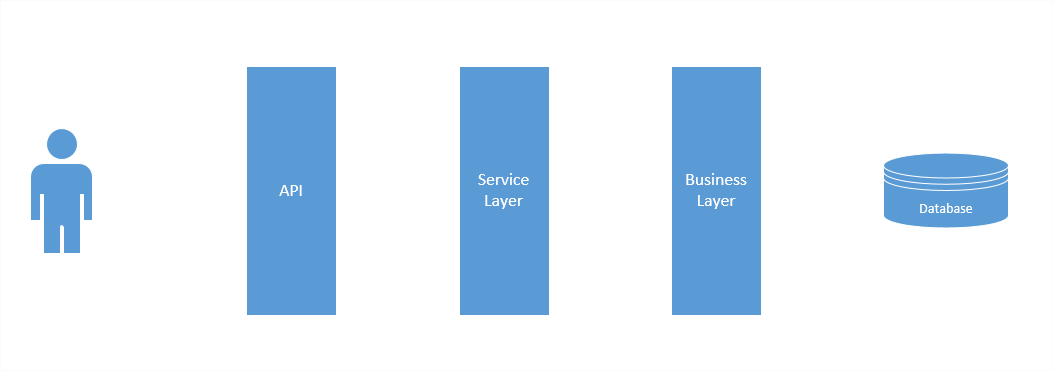 API
Service
Layer
Business
Layer
Database